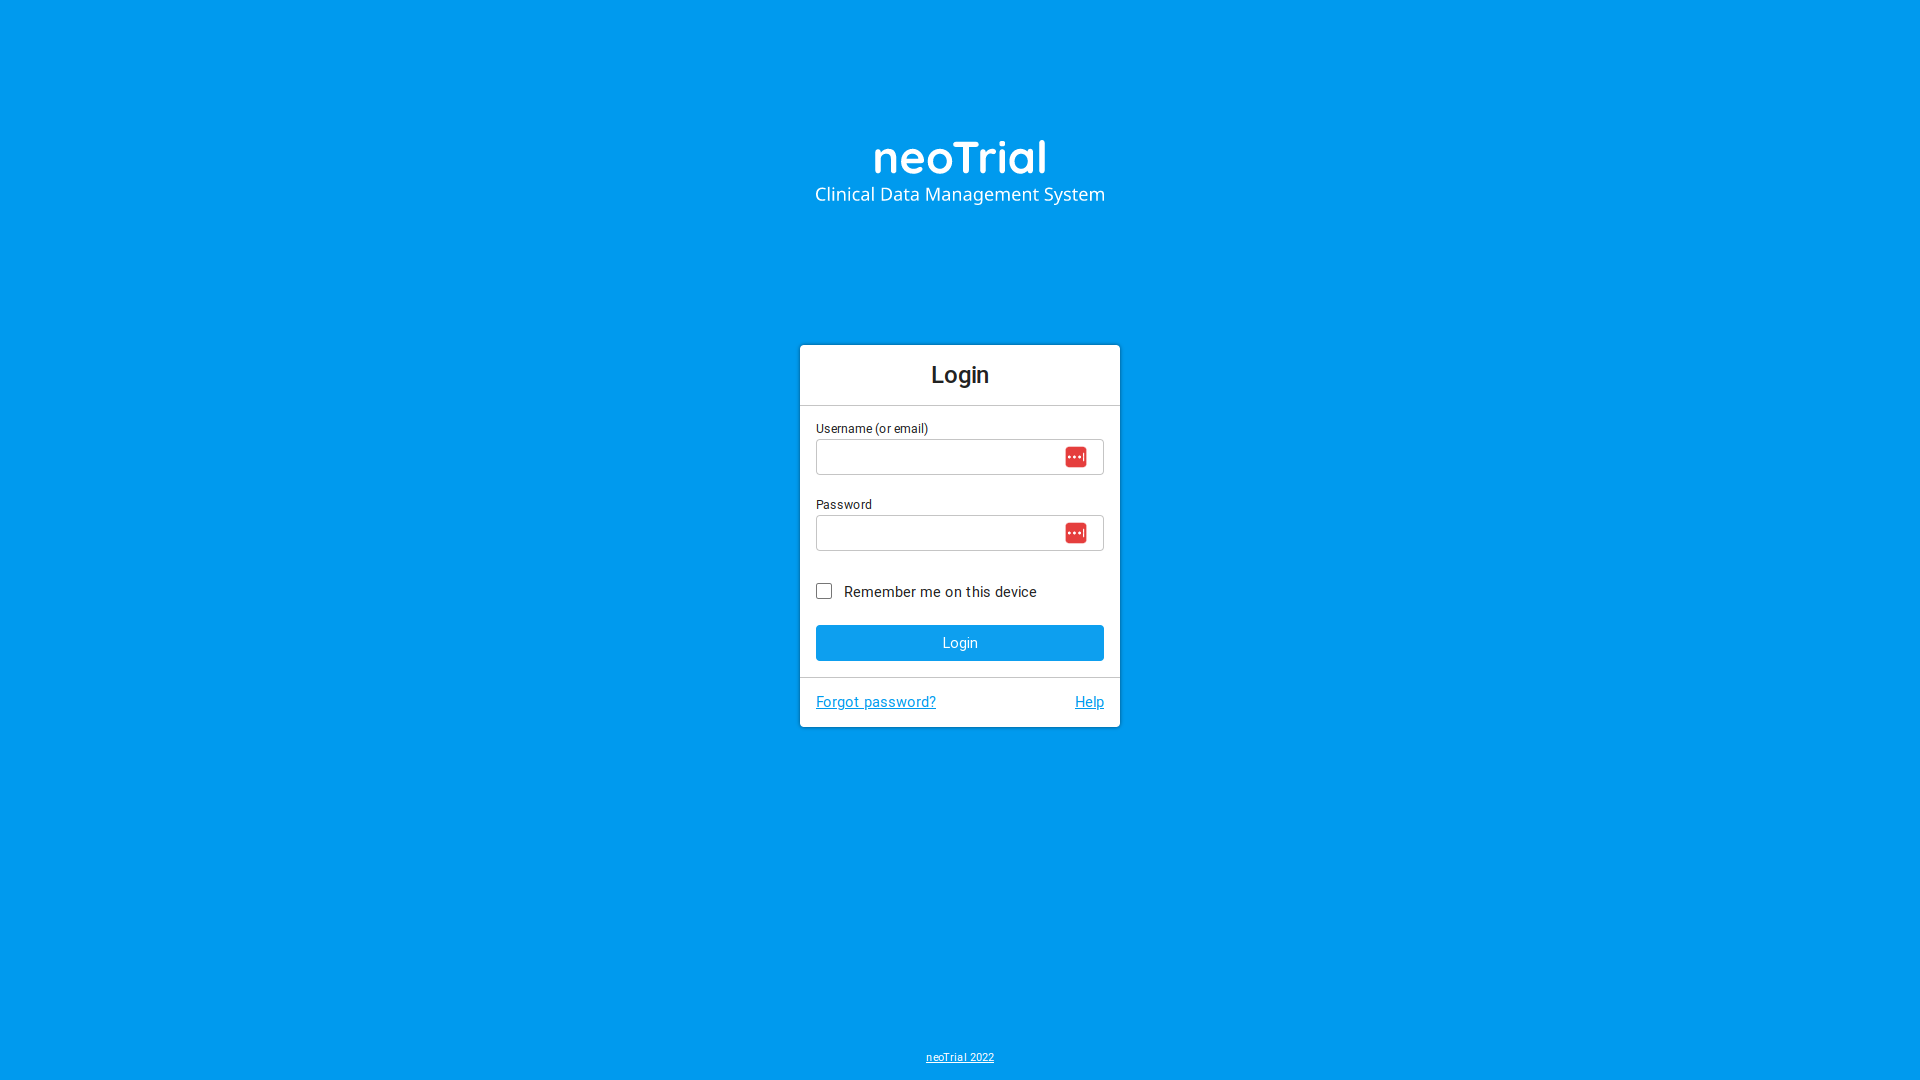 neoTrial
Clinical Data Management System
Login
Username (or email)
Password
Remember me on this device
Login
Forgot password? Help
neoTrial 2022